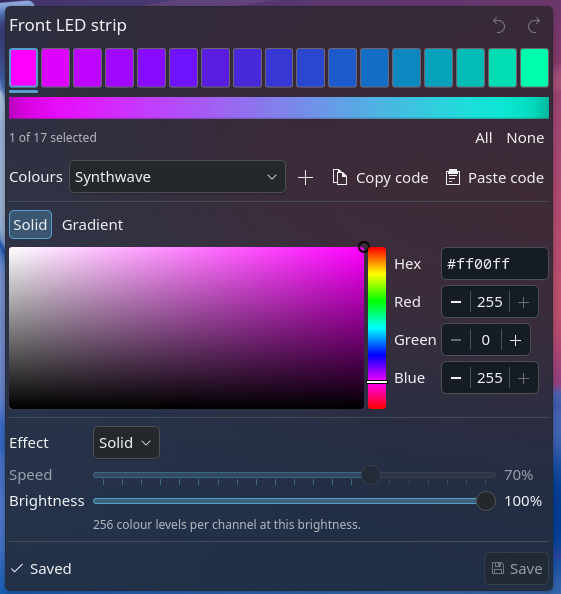 Front LED strip
1 of 17 selected
All None
Colours Synthwave Copy code Paste code
Solid Gradient
Hex #ff00ff
Red 255
Green 0
Blue 255
Effect Solid
Speed 70%
Brightness 100%
256 colour levels per channel at this brightness.
Saved Save